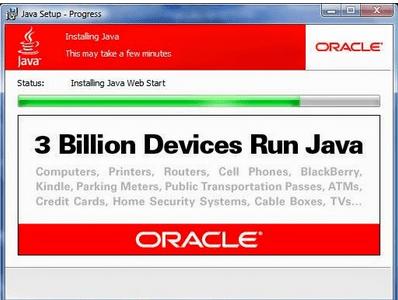 Java Setup - Progress
Installing Java
This may take a few minutes
Java™
ORACLE
Status: Installing Java Web Start
3 Billion Devices Run Java
Computers, Printers, Routers, Cell Phones, BlackBerry,
Kindle, Parking Meters, Public Transportation Passes, ATMs,
Credit Cards, Home Security Systems, Cable Boxes, TVs...
ORACLE